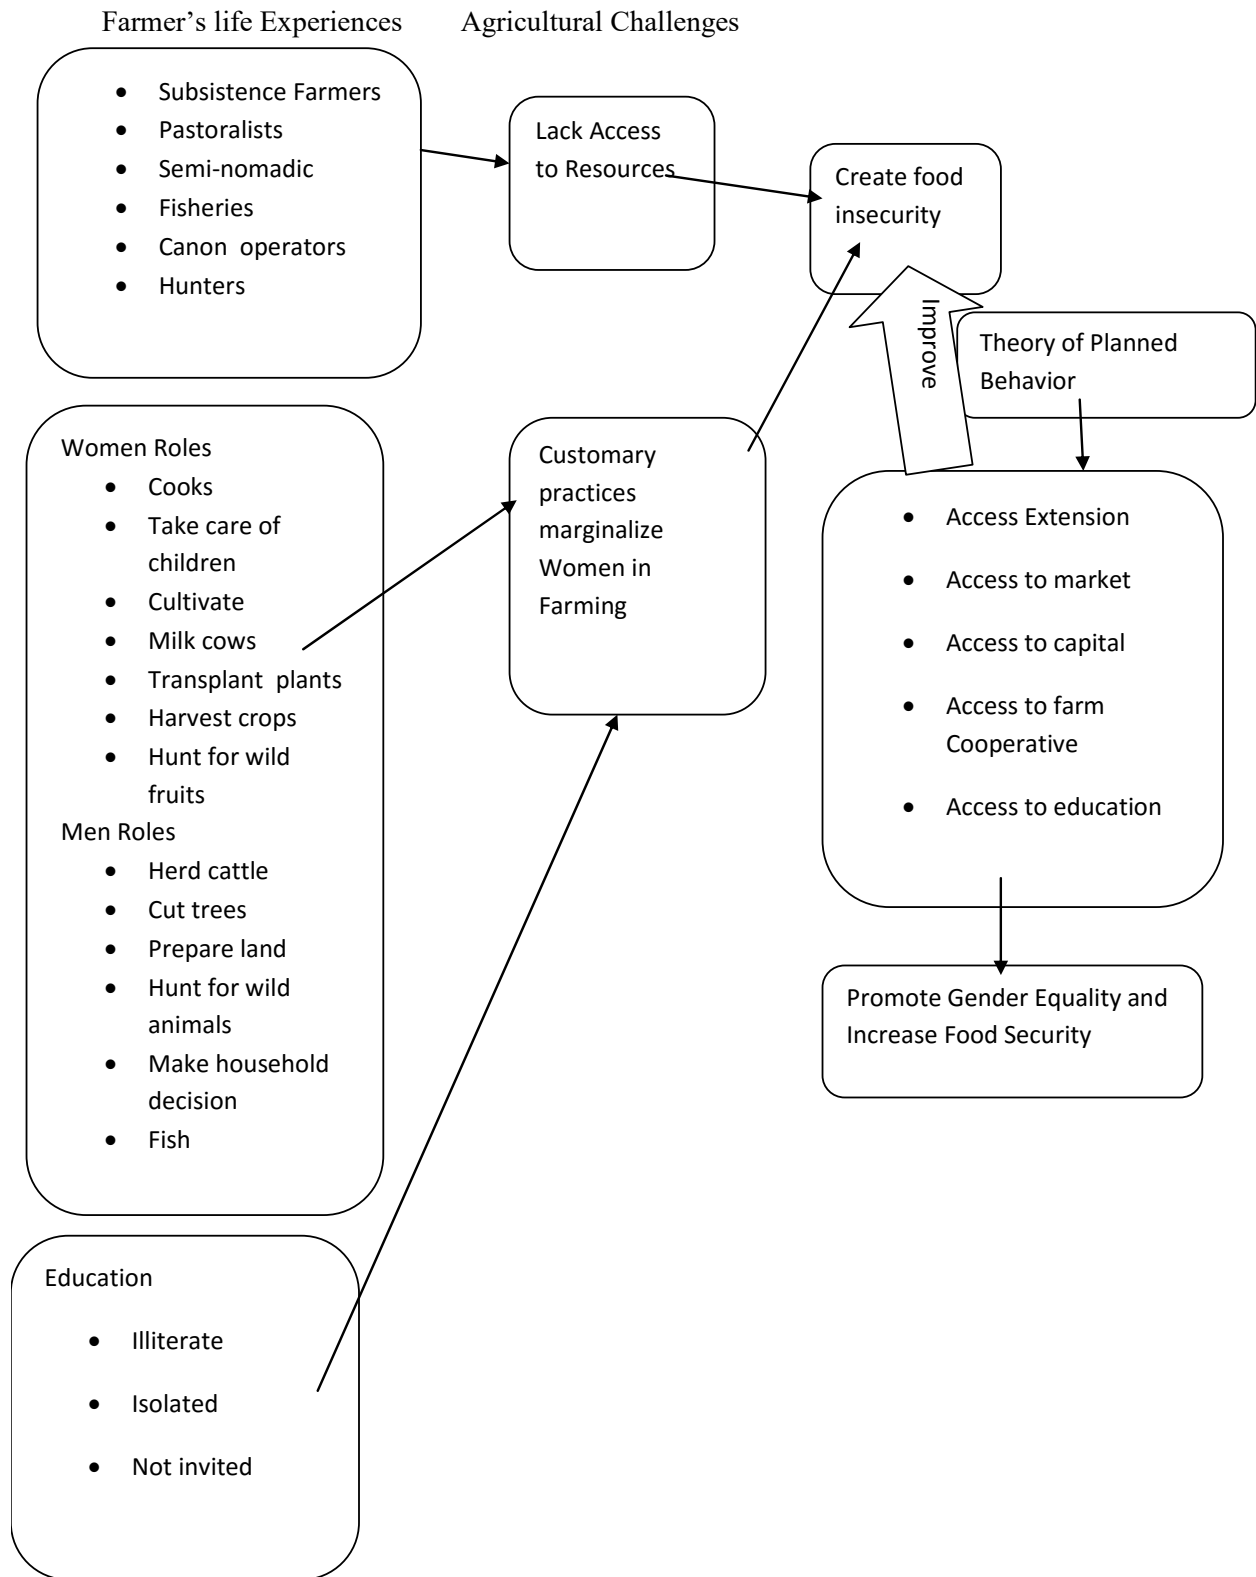 Farmer’s life Experiences
Agricultural Challenges
• Subsistence Farmers
• Pastoralists
• Semi-nomadic
• Fisheries
• Canon operators
• Hunters
Lack Access
to Resources
Create food
insecurity
Improve
Theory of Planned
Behavior
Women Roles
• Cooks
• Take care of
children
• Cultivate
• Milk cows
• Transplant plants
• Harvest crops
• Hunt for wild
fruits
Men Roles
• Herd cattle
• Cut trees
• Prepare land
• Hunt for wild
animals
• Make household
decision
• Fish
Customary
practices
marginalize
Women in
Farming
• Access Extension
• Access to market
• Access to capital
• Access to farm
Cooperative
• Access to education
Promote Gender Equality and
Increase Food Security
Education
• Illiterate
• Isolated
• Not invited